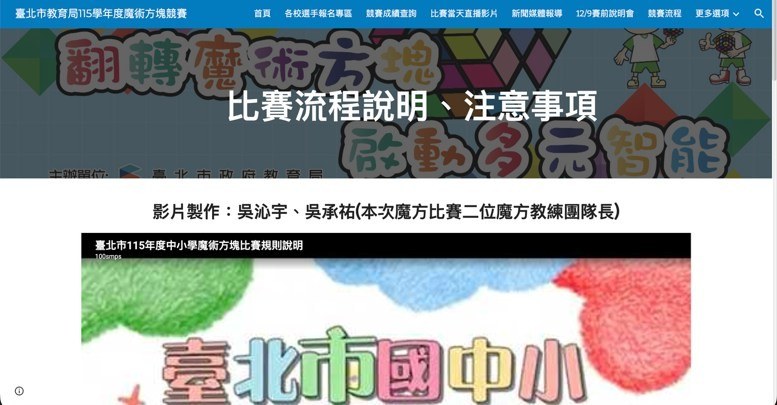 臺北市教育局115學年度魔術方塊競賽
首頁 各校選手報名專區 競賽成績查詢 比賽當天直播影片 新聞媒體報導 12/9賽前說明會 競賽流程 更多選項
翻轉魔術方塊
比賽流程說明、注意事項
啟動多元智能
主辦單位: 臺北市政府教育局
影片製作：吳沁宇、吳承祐(本次魔方比賽二位魔方教練團隊長)
臺北市115年度中小學魔術方塊比賽規則說明
100smps
臺北市國中小